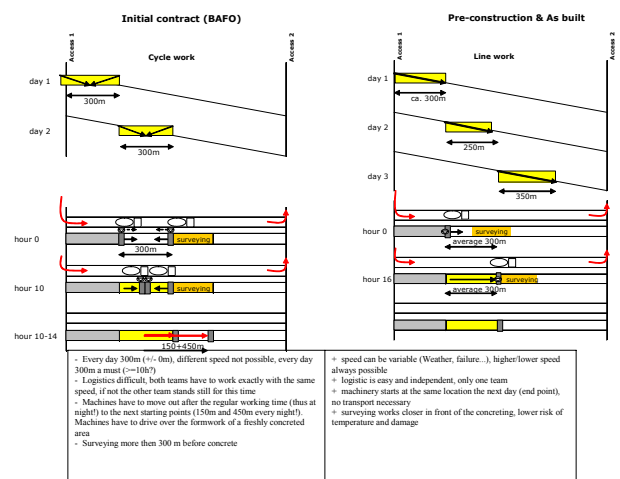 Initial contract (BAFO)
Pre-construction & As built
Access 1
Access 2
Cycle work
day 1
300m
day 2
300m
hour 0
surveying
300m
hour 10
surveying
hour 10-14
150+450m
Access 1
Access 2
Line work
day 1
ca. 300m
day 2
250m
day 3
350m
hour 0
surveying
average 300m
hour 16
surveying
average 300m
- Every day 300m (+/- 0m), different speed not possible, every day
300m a must (>=10h?)
- Logistics difficult, both teams have to work exactly with the same
speed, if not the other team stands still for this time
- Machines have to move out after the regular working time (thus at
night!) to the next starting points (150m and 450m every night!).
Machines have to drive over the formwork of a freshly concreted
area
- Surveying more then 300 m before concrete
+ speed can be variable (Weather, failure...), higher/lower speed
always possible
+ logistic is easy and independent, only one team
+ machinery starts at the same location the next day (end point),
no transport necessary
+ surveying works closer in front of the concreting, lower risk of
temperature and damage